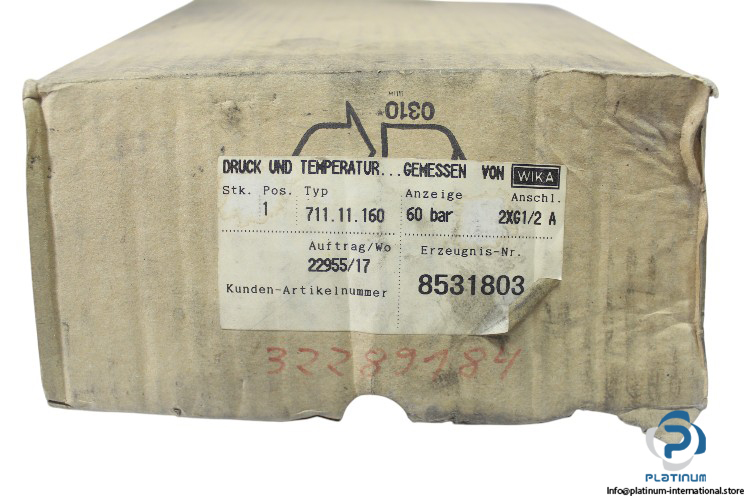 0310
DRUCK UND TEMPERATUR...GEMESSEN VON WIKA
Stk. Pos. Typ Anzeige Anschl.
1 711.11.160 60 bar 2XG1/2 A
Auftrag/Wo Erzeugnis-Nr.
22955/17 8531803
Kunden-Artikelnummer
32289184
PLATINUM
Info@platinum-international.store